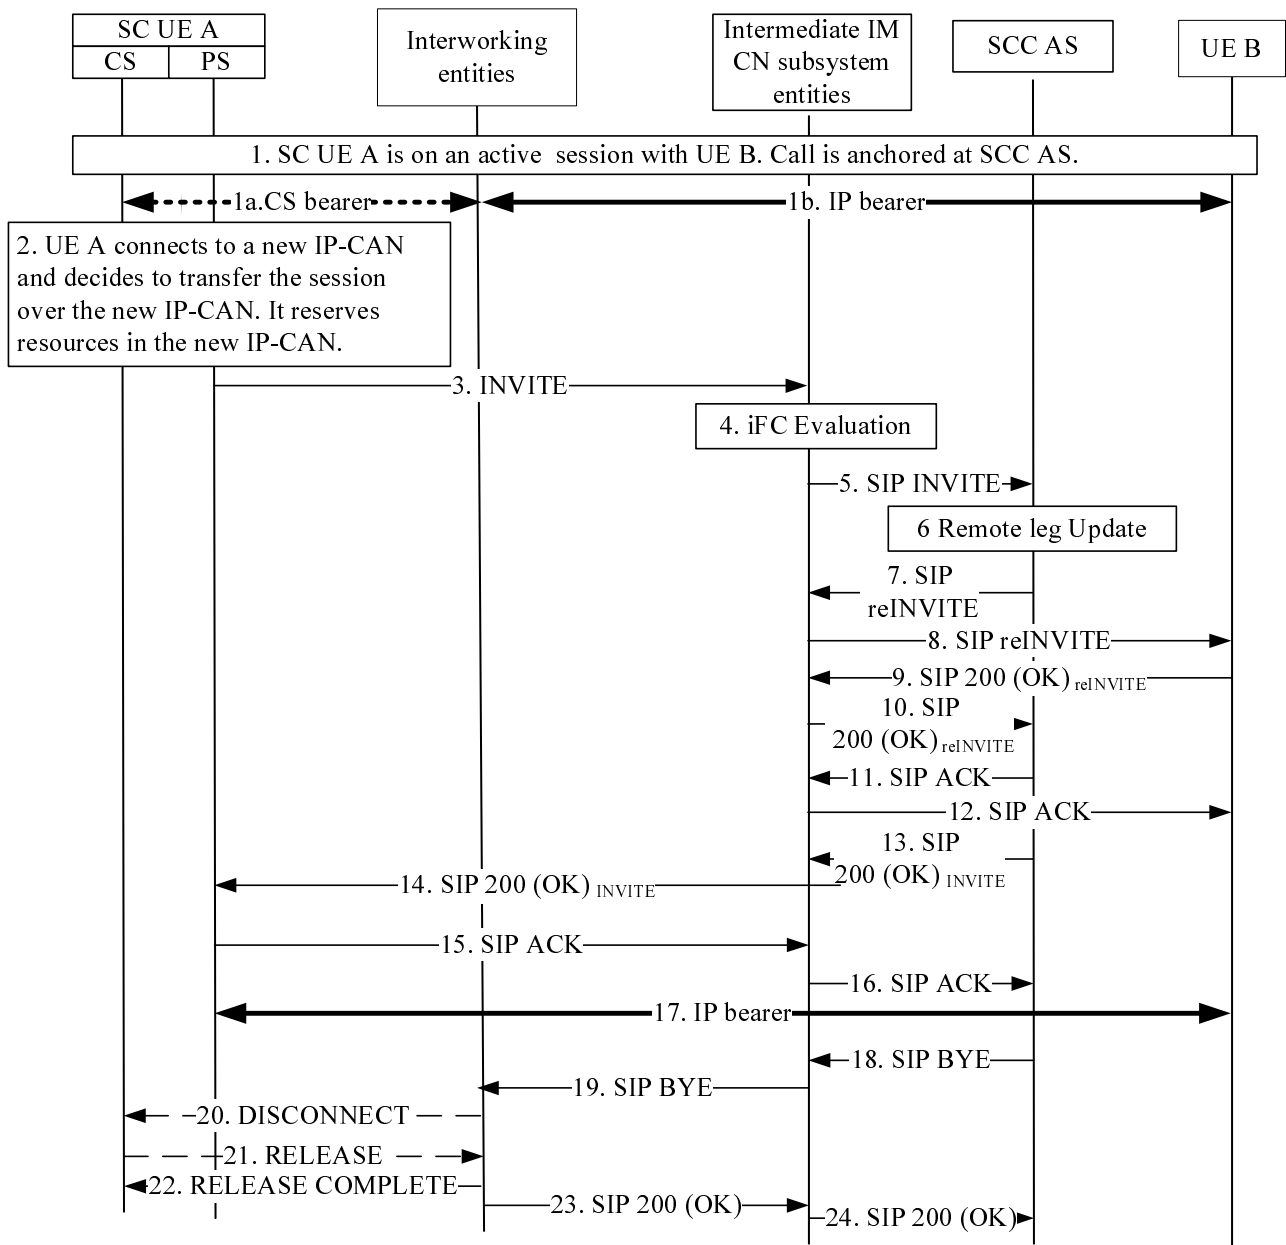 SC UE A
CS
PS
Interworking
entities
Intermediate IM
CN subsystem
entities
SCC AS
UE B
1. SC UE A is on an active  session with UE B. Call is anchored at SCC AS.
1a.CS bearer
1b. IP bearer
2. UE A connects to a new IP-CAN
and decides to transfer the session
over the new IP-CAN. It reserves
resources in the new IP-CAN.
3. INVITE
4. iFC Evaluation
5. SIP INVITE
6 Remote leg Update
7. SIP
reINVITE
8. SIP reINVITE
9. SIP 200 (OK) reINVITE
10. SIP
200 (OK) reINVITE
11. SIP ACK
12. SIP ACK
13. SIP
200 (OK) INVITE
14. SIP 200 (OK) INVITE
15. SIP ACK
16. SIP ACK
17. IP bearer
18. SIP BYE
19. SIP BYE
20. DISCONNECT
21. RELEASE
22. RELEASE COMPLETE
23. SIP 200 (OK)
24. SIP 200 (OK)